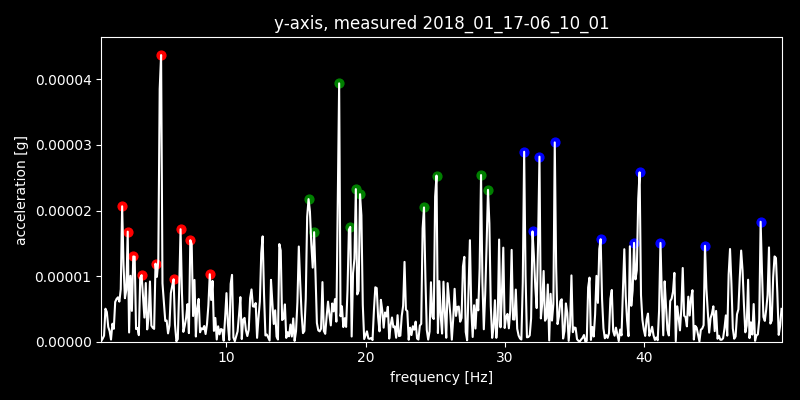 y-axis, measured 2018_01_17-06_10_01
0.00004
0.00003
0.00002
0.00001
0.00000
acceleration [g]
10 20 30 40
frequency [Hz]